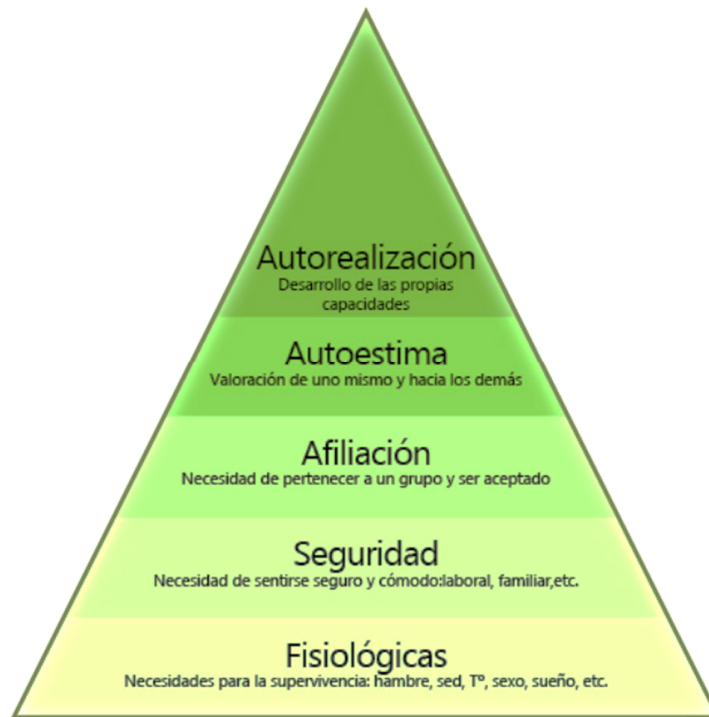 Autorealización
Desarrollo de las propias
capacidades
Autoestima
Valoración de uno mismo y hacia los demás
Afiliación
Necesidad de pertenecer a un grupo y ser aceptado
Seguridad
Necesidad de sentirse seguro y cómodo:laboral, familiar,etc.
Fisiológicas
Necesidades para la supervivencia: hambre, sed, Tº, sexo, sueño, etc.